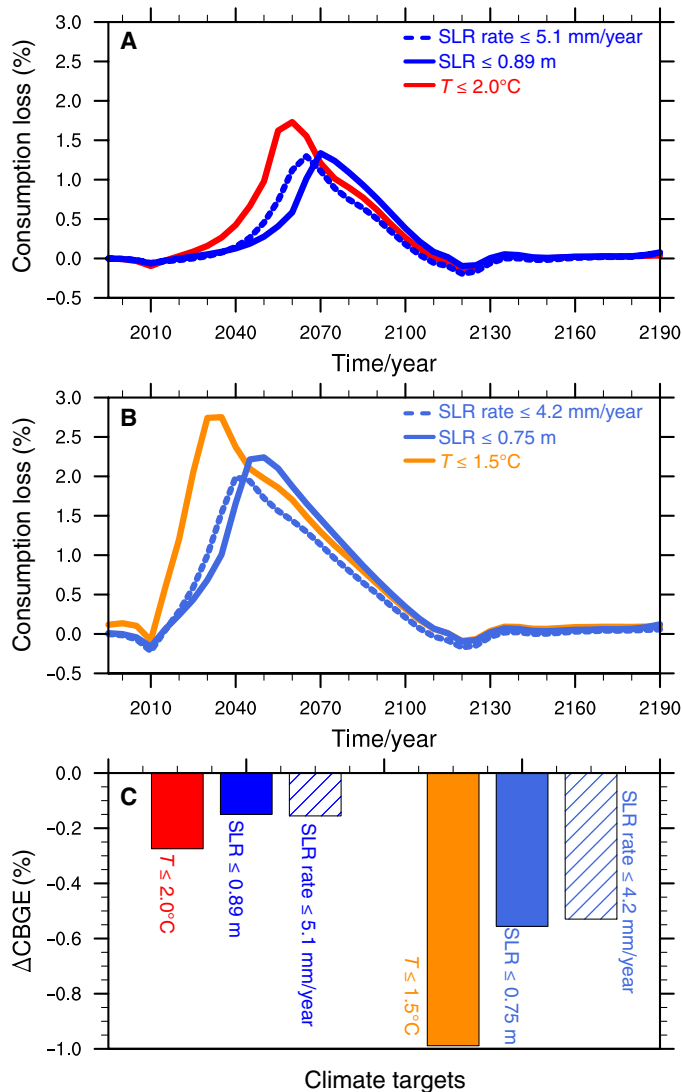 A
SLR rate ≤ 5.1 mm/year
SLR ≤ 0.89 m
T ≤ 2.0°C
Consumption loss (%)
3.0
2.5
2.0
1.5
1.0
0.5
0.0
−0.5
2010 2040 2070 2100 2130 2160 2190
Time/year
B
SLR rate ≤ 4.2 mm/year
SLR ≤ 0.75 m
T ≤ 1.5°C
Consumption loss (%)
3.0
2.5
2.0
1.5
1.0
0.5
0.0
−0.5
2010 2040 2070 2100 2130 2160 2190
Time/year
C
ΔCBGE (%)
0.0
−0.2
−0.4
−0.6
−0.8
−1.0
T ≤ 2.0°C
SLR ≤ 0.89 m
SLR rate ≤ 5.1 mm/year
T ≤ 1.5°C
SLR ≤ 0.75 m
SLR rate ≤ 4.2 mm/year
Climate targets